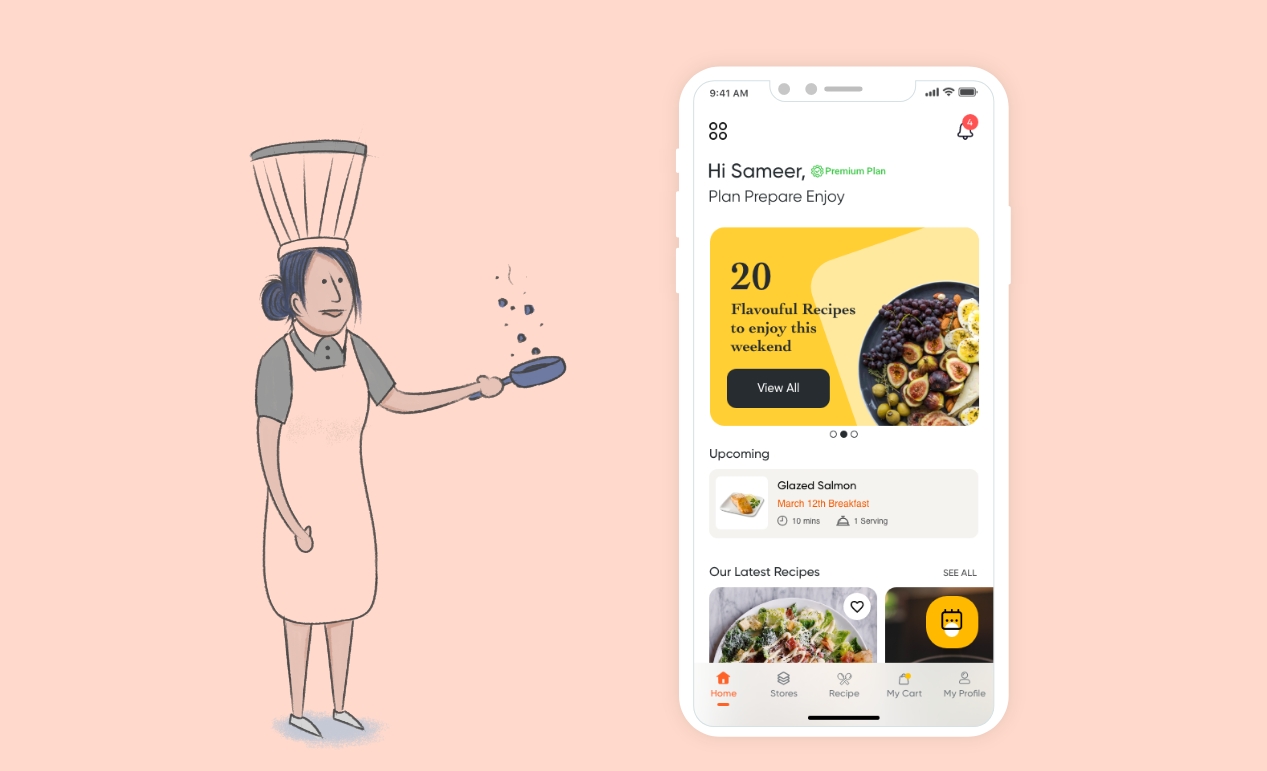 9:41 AM
4
Hi Sameer, Premium Plan
Plan Prepare Enjoy
20
Flavouful Recipes
to enjoy this
weekend
View All
Upcoming
Glazed Salmon
March 12th Breakfast
10 mins 1 Serving
Our Latest Recipes SEE ALL
Home Stores Recipe My Cart My Profile